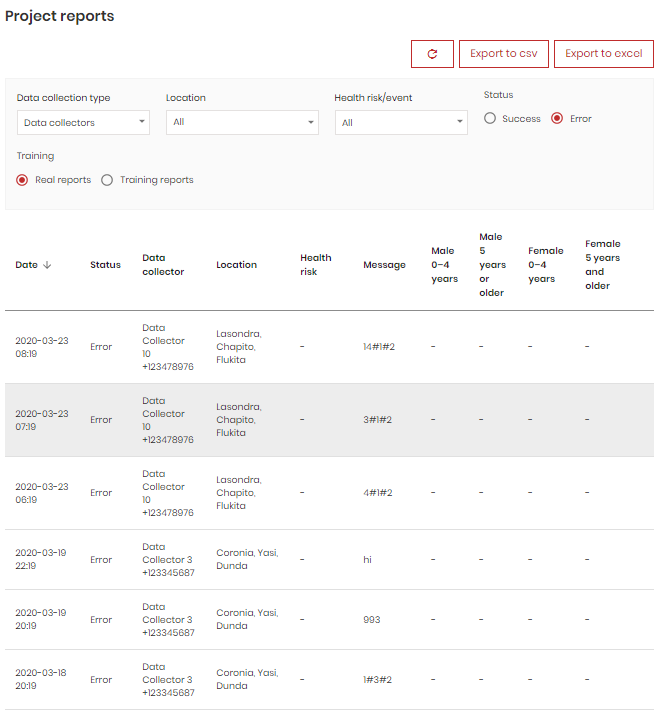 Project reports
Export to csv Export to excel
Data collection type Location Health risk/event Status
Data collectors All All Success Error
Training
Real reports Training reports
Date Status Data collector Location Health risk Message Male 0–4 years Male 5 years or older Female 0–4 years Female 5 years and older
2020-03-23 08:19 Error Data Collector 10 +123478976 Lasondra, Chapito, Flukita - 14#1#2 - - - -
2020-03-23 07:19 Error Data Collector 10 +123478976 Lasondra, Chapito, Flukita - 3#1#2 - - - -
2020-03-23 06:19 Error Data Collector 10 +123478976 Lasondra, Chapito, Flukita - 4#1#2 - - - -
2020-03-19 22:19 Error Data Collector 3 +123345687 Coronia, Yasi, Dunda - hi - - - -
2020-03-19 20:19 Error Data Collector 3 +123345687 Coronia, Yasi, Dunda - 993 - - - -
2020-03-18 20:19 Error Data Collector 3 +123345687 Coronia, Yasi, Dunda - 1#3#2 - - - -